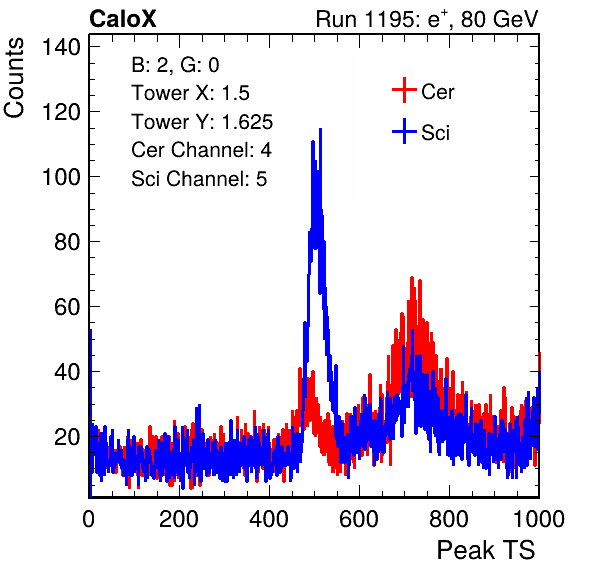 CaloX Run 1195: e⁺, 80 GeV
Counts
140
120
100
80
60
40
20
B: 2, G: 0
Tower X: 1.5
Tower Y: 1.625
Cer Channel: 4
Sci Channel: 5
Cer
Sci
0 200 400 600 800 1000
Peak TS